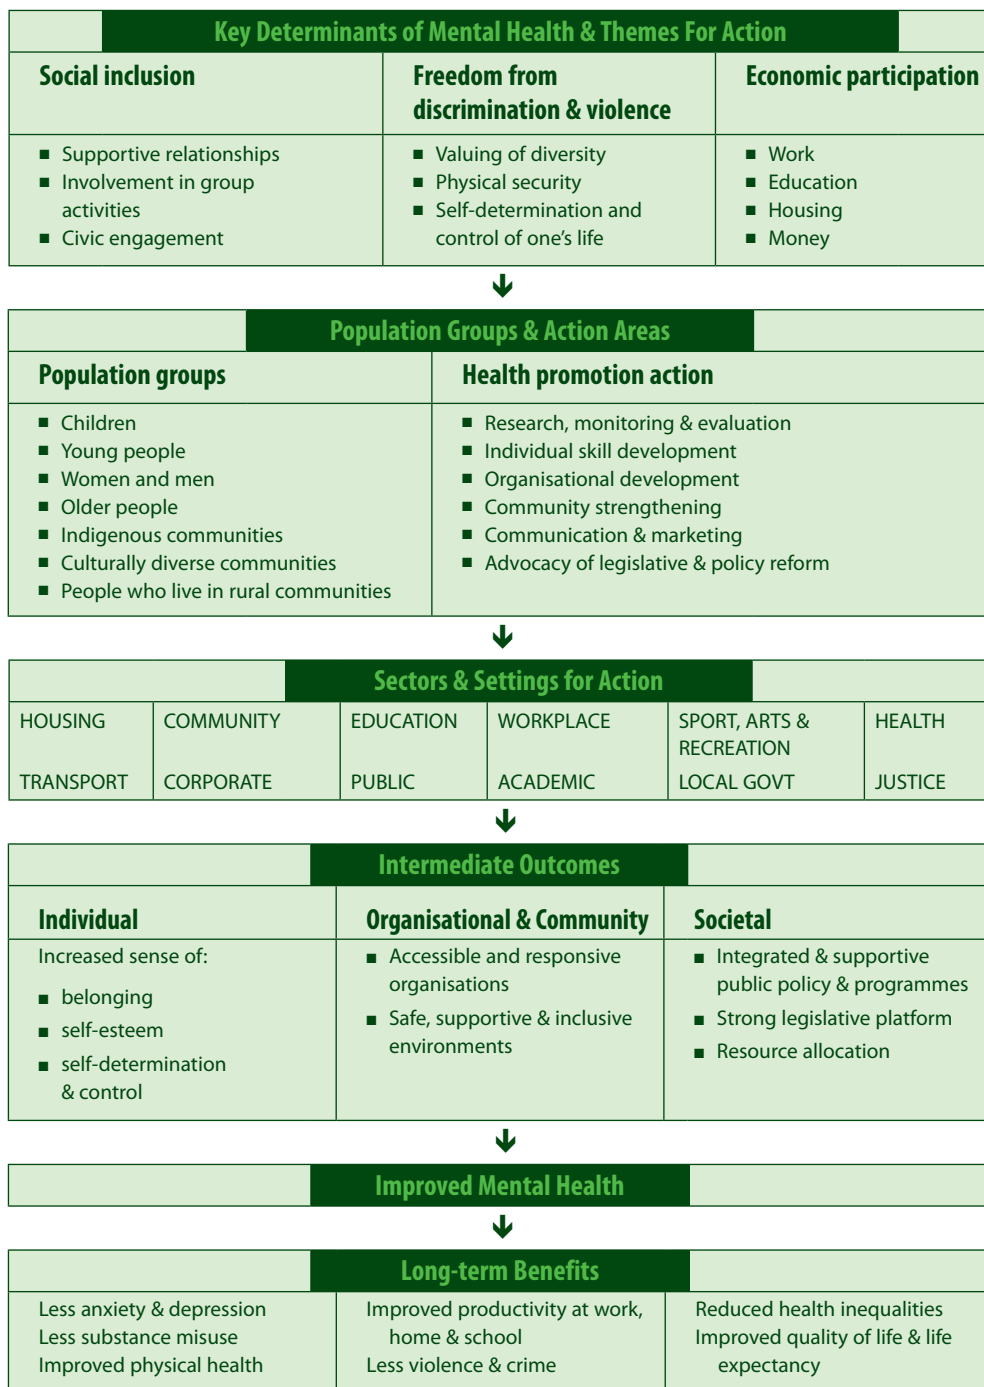 Key Determinants of Mental Health & Themes For Action
Social inclusion
■ Supportive relationships
■ Involvement in group
activities
■ Civic engagement
Freedom from
discrimination & violence
■ Valuing of diversity
■ Physical security
■ Self-determination and
control of one’s life
Economic participation
■ Work
■ Education
■ Housing
■ Money
Population Groups & Action Areas
Population groups
■ Children
■ Young people
■ Women and men
■ Older people
■ Indigenous communities
■ Culturally diverse communities
■ People who live in rural communities
Health promotion action
■ Research, monitoring & evaluation
■ Individual skill development
■ Organisational development
■ Community strengthening
■ Communication & marketing
■ Advocacy of legislative & policy reform
Sectors & Settings for Action
HOUSING
TRANSPORT
COMMUNITY
CORPORATE
EDUCATION
PUBLIC
WORKPLACE
ACADEMIC
SPORT, ARTS &
RECREATION
LOCAL GOVT
HEALTH
JUSTICE
Intermediate Outcomes
Individual
Increased sense of:
■ belonging
■ self-esteem
■ self-determination
& control
Organisational & Community
■ Accessible and responsive
organisations
■ Safe, supportive & inclusive
environments
Societal
■ Integrated & supportive
public policy & programmes
■ Strong legislative platform
■ Resource allocation
Improved Mental Health
Long-term Benefits
Less anxiety & depression
Less substance misuse
Improved physical health
Improved productivity at work,
home & school
Less violence & crime
Reduced health inequalities
Improved quality of life & life
expectancy